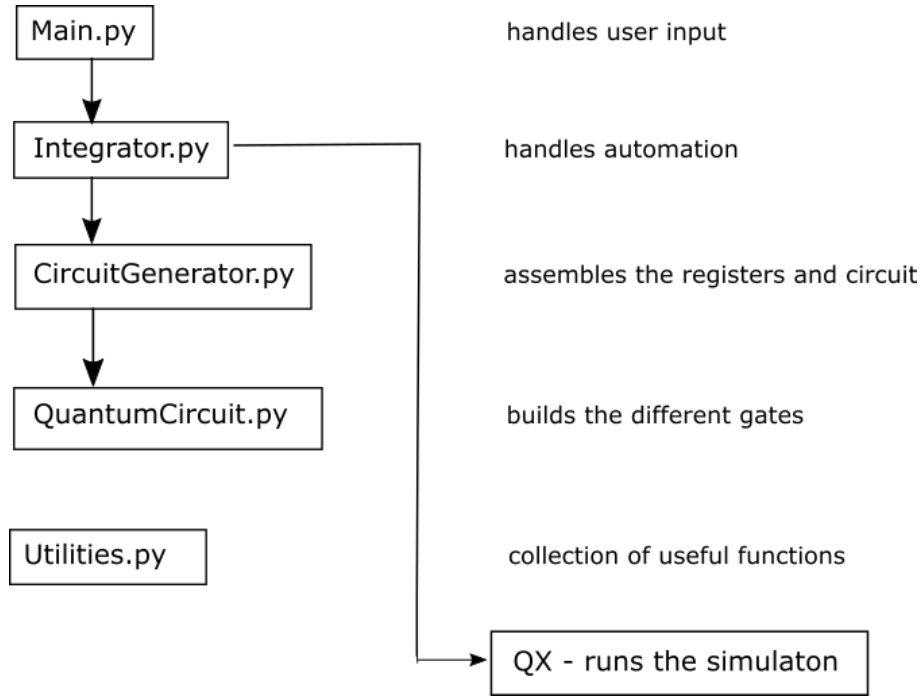 Main.py
handles user input
Integrator.py
handles automation
CircuitGenerator.py
assembles the registers and circuit
QuantumCircuit.py
builds the different gates
Utilities.py
collection of useful functions
QX - runs the simulaton